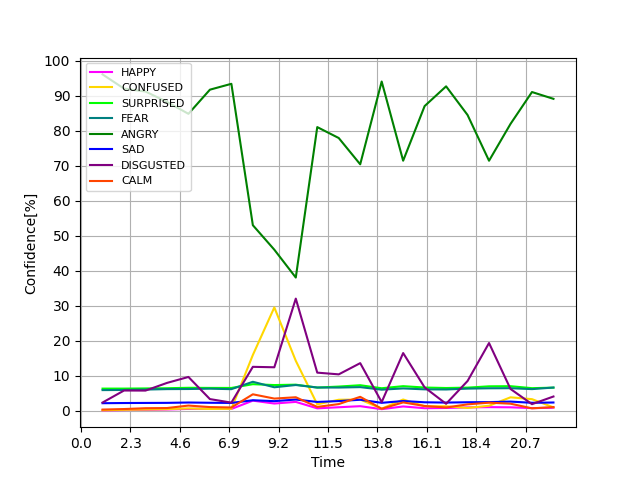 100
90
80
70
60
50
40
30
20
10
0
Confidence[%]
HAPPY
CONFUSED
SURPRISED
FEAR
ANGRY
SAD
DISGUSTED
CALM
0.0 2.3 4.6 6.9 9.2 11.5 13.8 16.1 18.4 20.7
Time